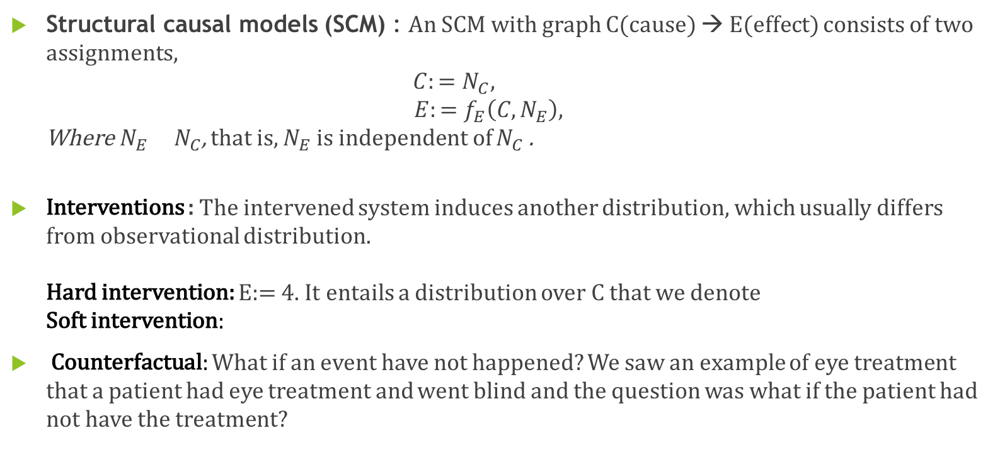 Structural causal models (SCM) : An SCM with graph C(cause) → E(effect) consists of two
assignments,
C: = N_C,
E: = f_E(C, N_E),
Where N_E N_C, that is, N_E is independent of N_C .
Interventions : The intervened system induces another distribution, which usually differs
from observational distribution.
Hard intervention: E:= 4. It entails a distribution over C that we denote
Soft intervention:
Counterfactual: What if an event have not happened? We saw an example of eye treatment
that a patient had eye treatment and went blind and the question was what if the patient had
not have the treatment?